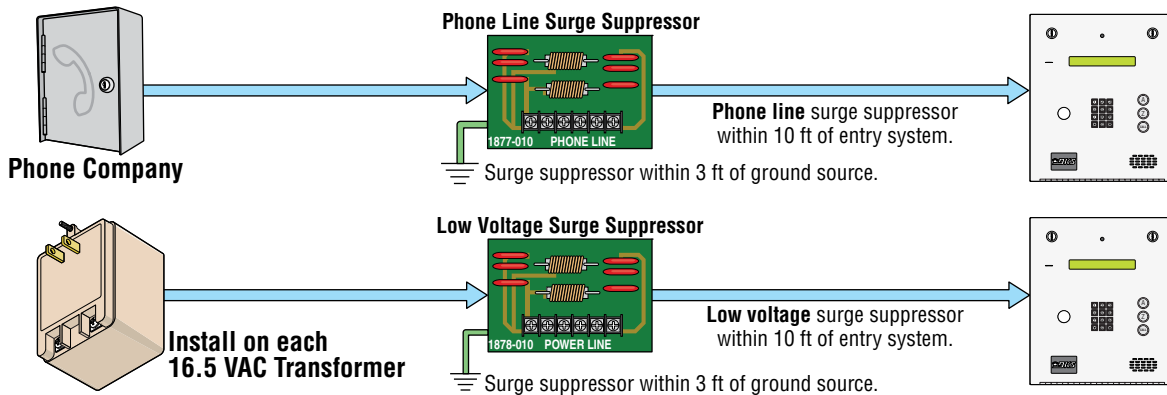 Phone Line Surge Suppressor
1877-010 PHONE LINE
Phone line surge suppressor
within 10 ft of entry system.
Phone Company
Surge suppressor within 3 ft of ground source.
A
Z
Low Voltage Surge Suppressor
1878-010 POWER LINE
Low voltage surge suppressor
within 10 ft of entry system.
Install on each
16.5 VAC Transformer
Surge suppressor within 3 ft of ground source.
A
Z